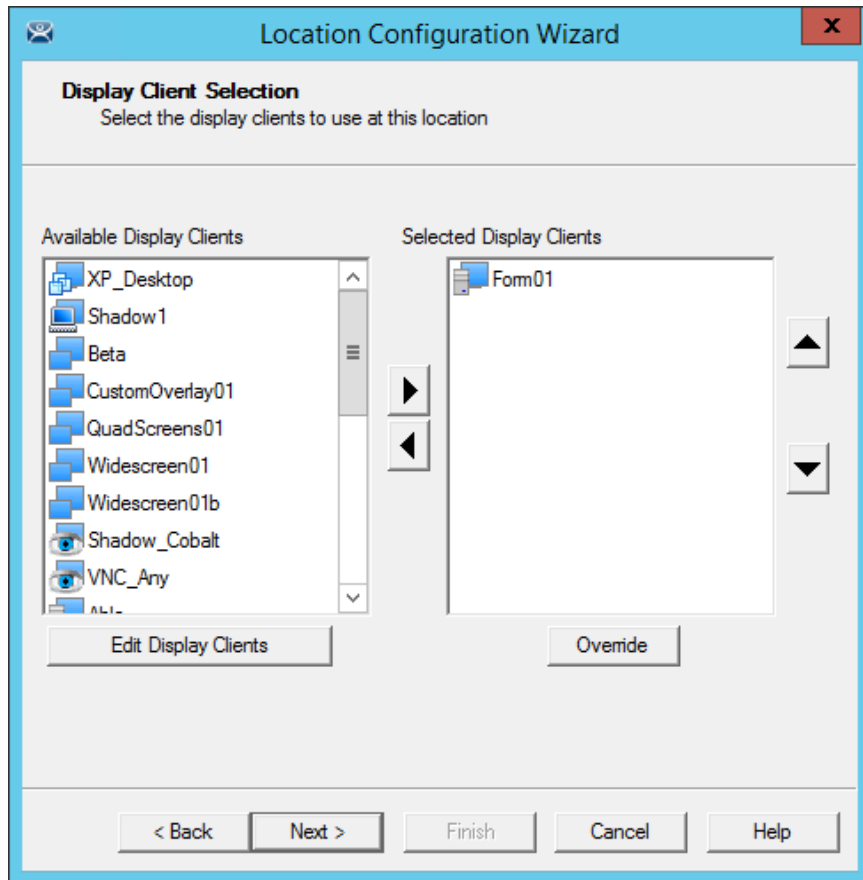 Location Configuration Wizard
x
Display Client Selection
Select the display clients to use at this location
Available Display Clients
Selected Display Clients
XP_Desktop
Shadow1
Beta
CustomOverlay01
QuadScreens01
Widescreen01
Widescreen01b
Shadow_Cobalt
VNC_Any
Form01
Edit Display Clients
Override
< Back
Next >
Finish
Cancel
Help